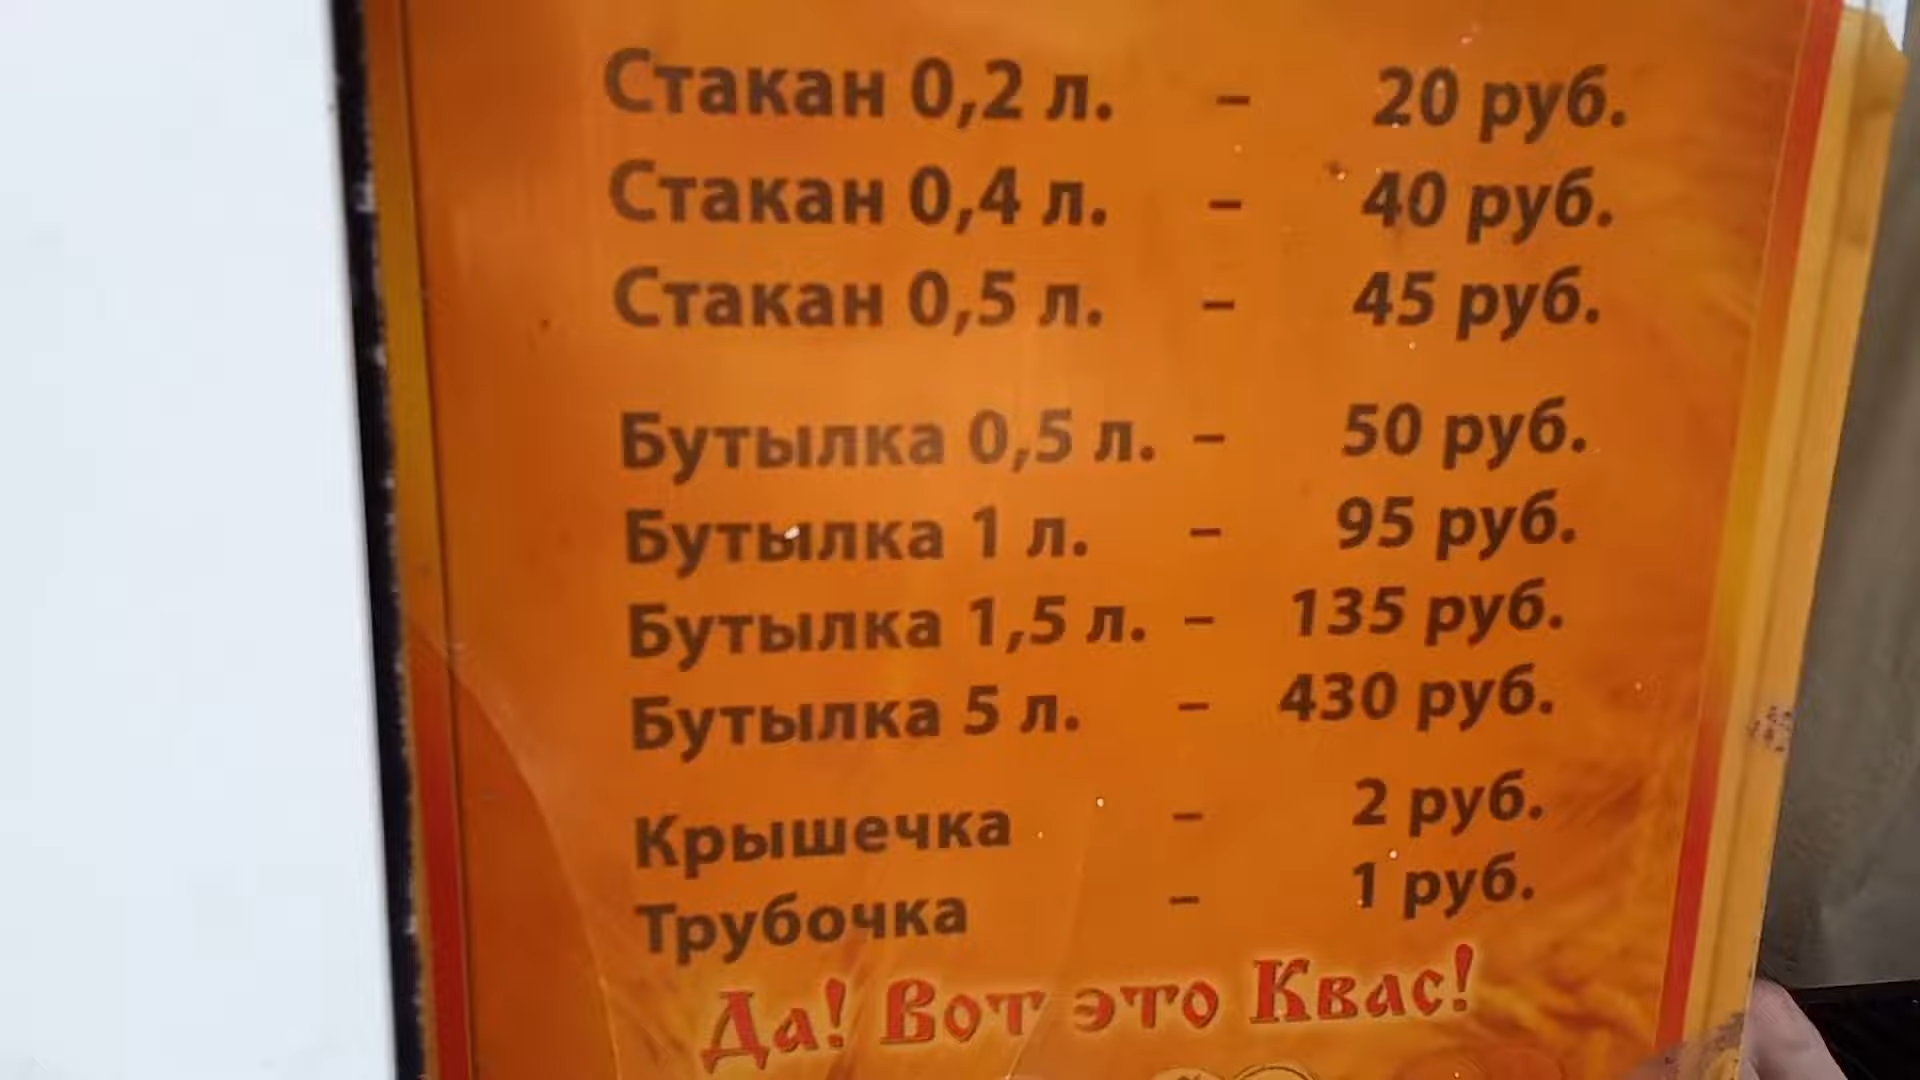 Стакан 0,2 л. – 20 руб.
Стакан 0,4 л. – 40 руб.
Стакан 0,5 л. – 45 руб.
Бутылка 0,5 л. – 50 руб.
Бутылка 1 л. – 95 руб.
Бутылка 1,5 л. – 135 руб.
Бутылка 5 л. – 430 руб.
Крышечка – 2 руб.
Трубочка – 1 руб.
Да! Вот это Квас!